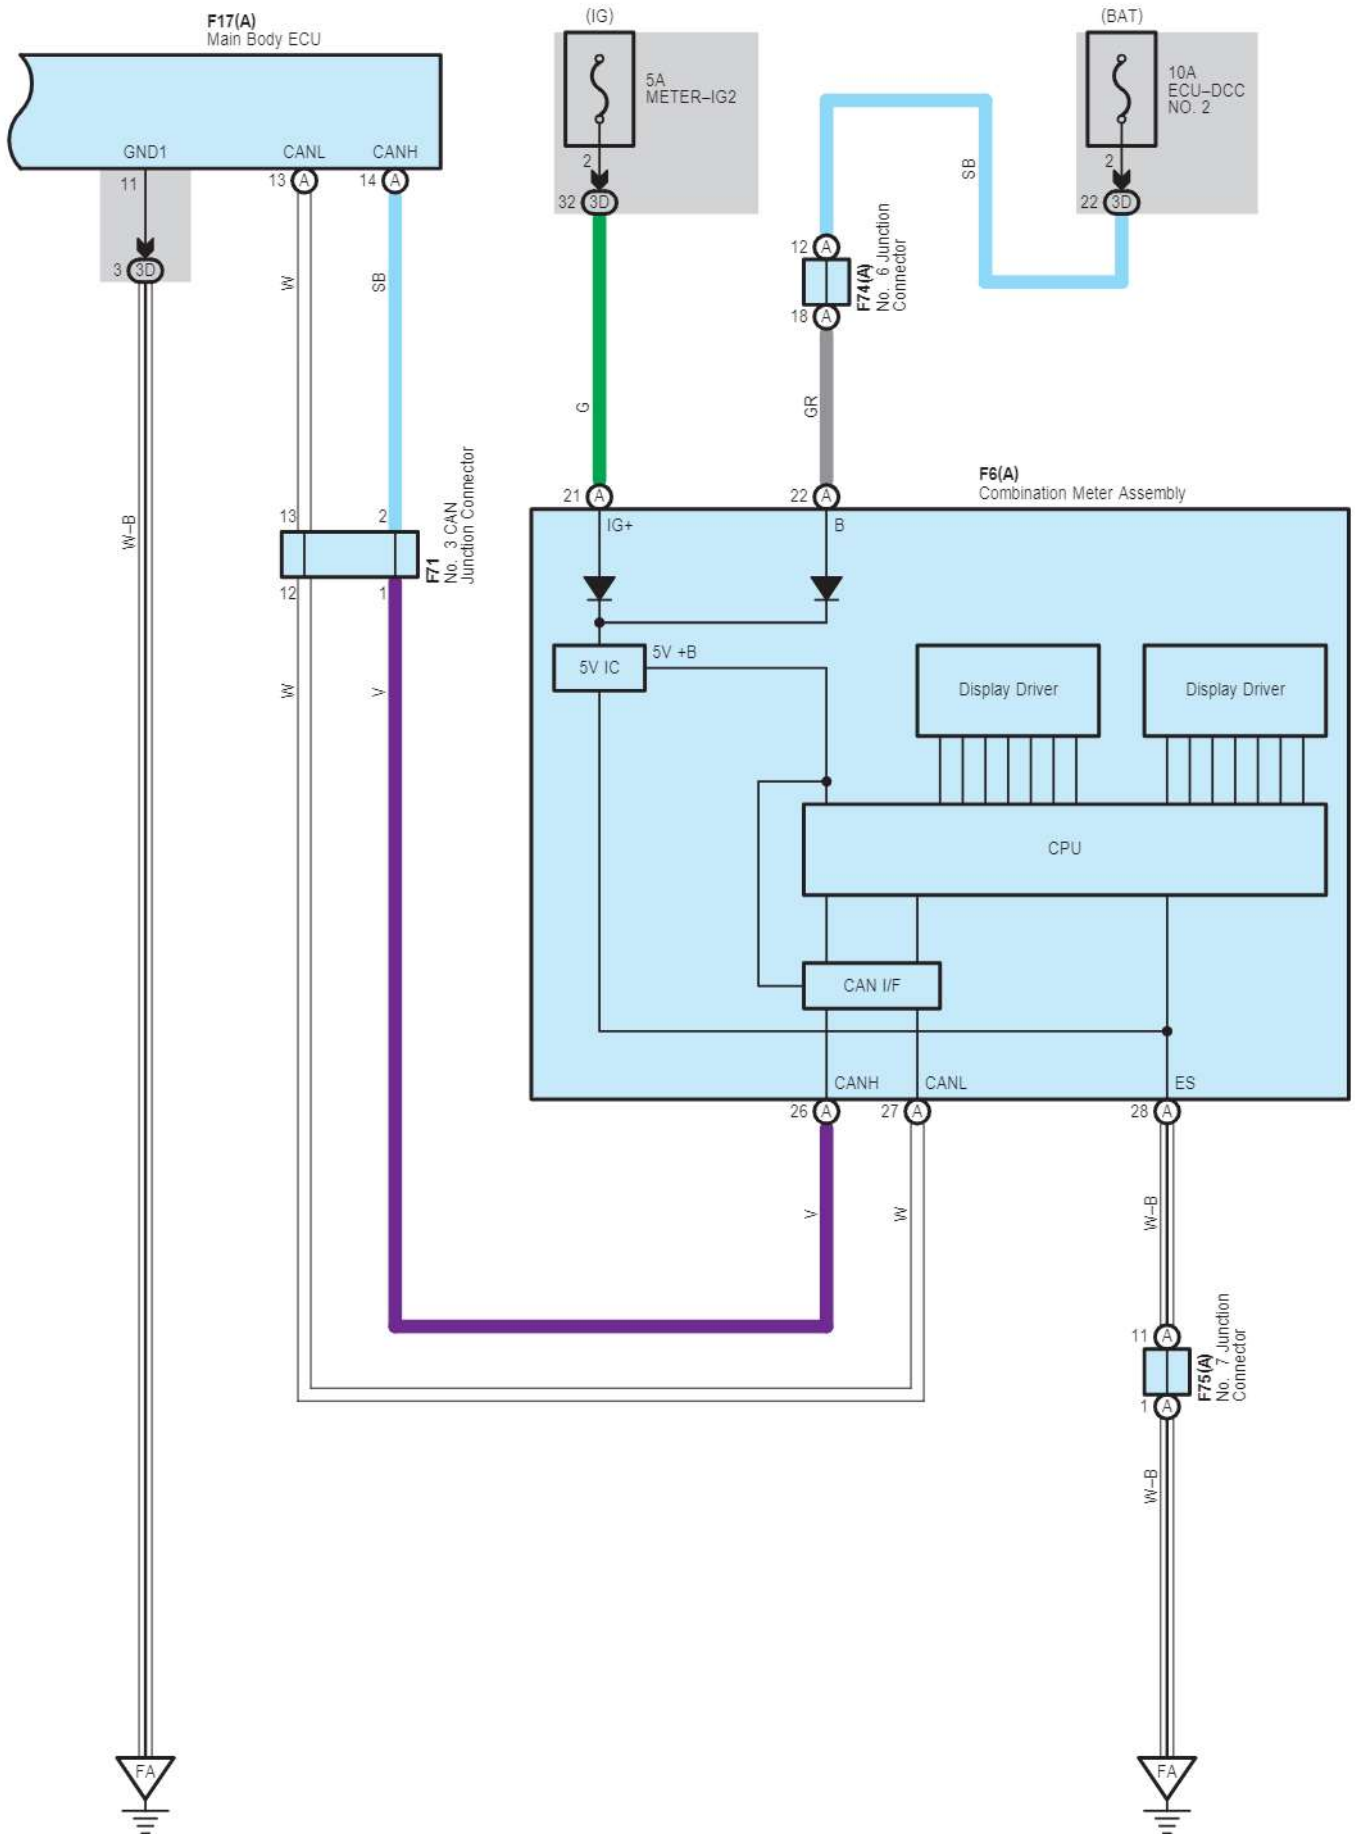 F17(A)
Main Body ECU
(IG)
(BAT)
5A
METER–IG2
10A
ECU–DCC
NO. 2
GND1
CANL
CANH
11
13 A
14 A
2
2
32 3D
22 3D
SB
3 3D
W
SB
12 A
18 A
F74(A)
No. 6 Junction
Connector
G
GR
F6(A)
Combination Meter Assembly
21 A
22 A
IG+
B
W–B
13
2
12
1
F71
No. 3 CAN
Junction Connector
5V IC
5V +B
Display Driver
Display Driver
W
V
CPU
CAN I/F
CANH
CANL
ES
26 A
27 A
28 A
V
W
W–B
11 A
1 A
F75(A)
No. 7 Junction
Connector
W–B
FA
FA